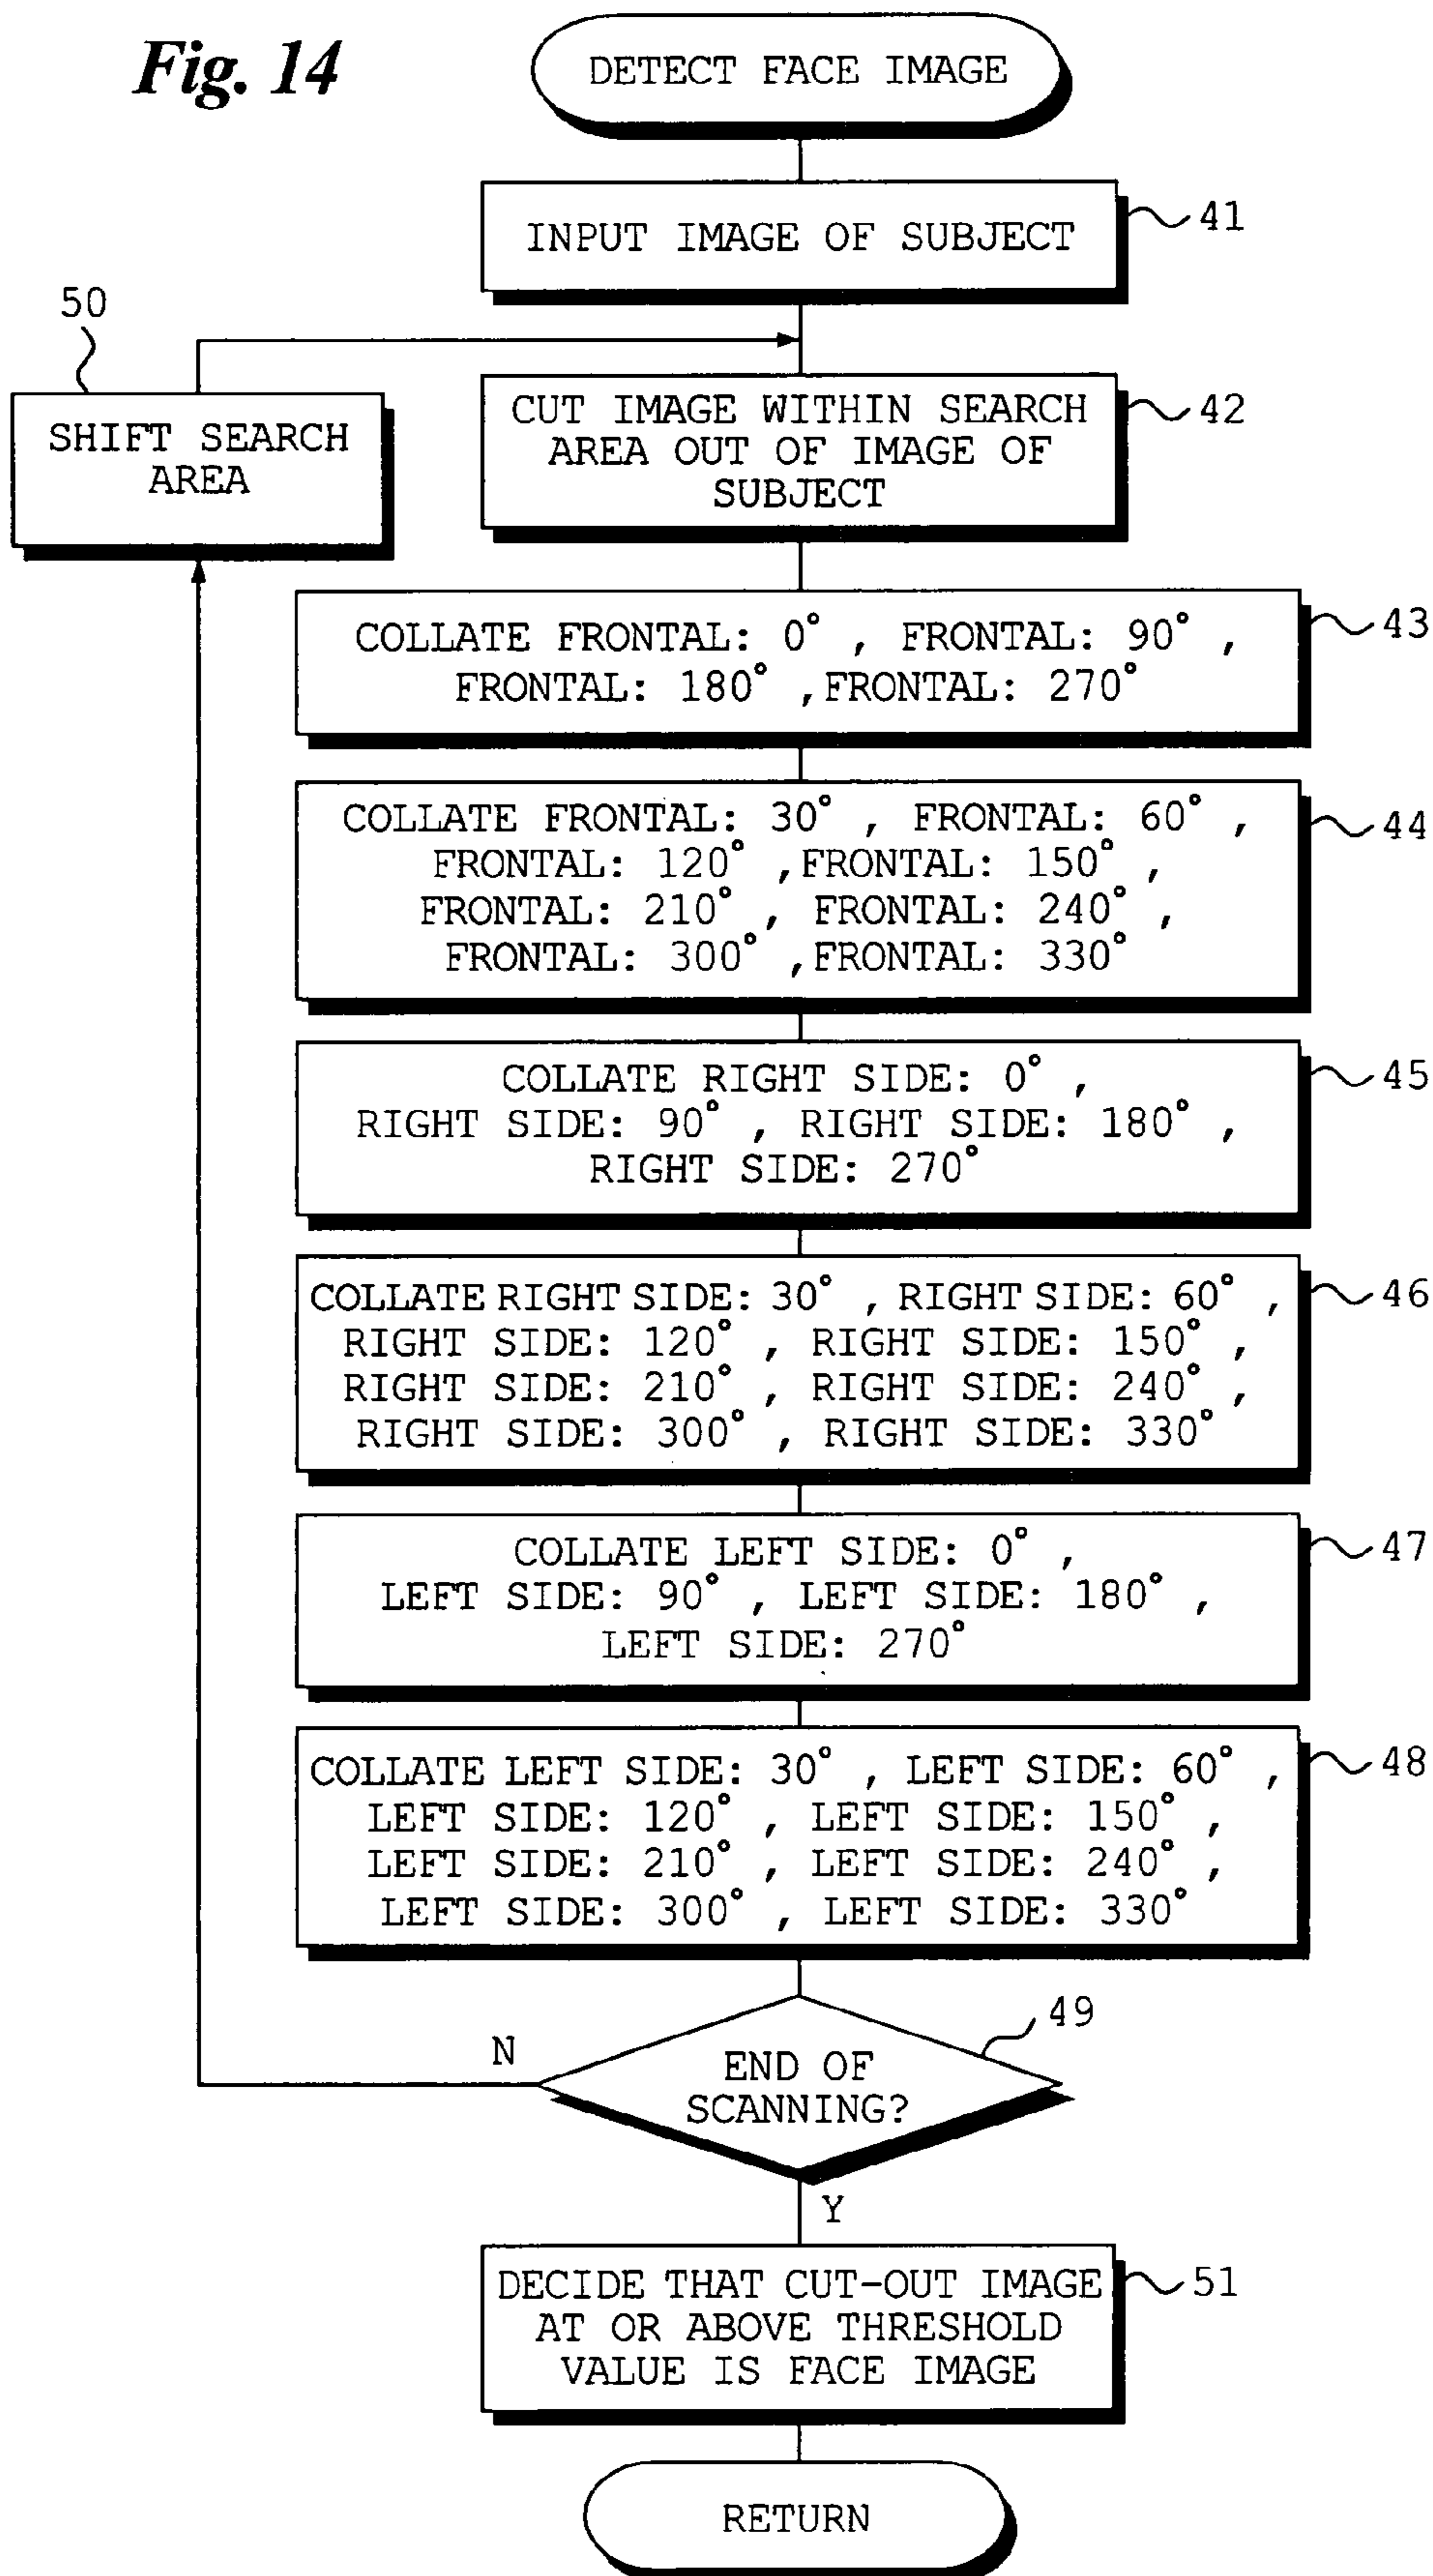 Fig. 14
DETECT FACE IMAGE
INPUT IMAGE OF SUBJECT
41
50
SHIFT SEARCH
AREA
CUT IMAGE WITHIN SEARCH
AREA OUT OF IMAGE OF
SUBJECT
42
COLLATE FRONTAL: 0° , FRONTAL: 90° ,
FRONTAL: 180° ,FRONTAL: 270°
43
COLLATE FRONTAL: 30° , FRONTAL: 60° ,
FRONTAL: 120° ,FRONTAL: 150° ,
FRONTAL: 210° , FRONTAL: 240° ,
FRONTAL: 300° ,FRONTAL: 330°
44
COLLATE RIGHT SIDE: 0° ,
RIGHT SIDE: 90° , RIGHT SIDE: 180° ,
RIGHT SIDE: 270°
45
COLLATE RIGHT SIDE: 30° , RIGHT SIDE: 60° ,
RIGHT SIDE: 120° , RIGHT SIDE: 150° ,
RIGHT SIDE: 210° , RIGHT SIDE: 240° ,
RIGHT SIDE: 300° , RIGHT SIDE: 330°
46
COLLATE LEFT SIDE: 0° ,
LEFT SIDE: 90° , LEFT SIDE: 180° ,
LEFT SIDE: 270°
47
COLLATE LEFT SIDE: 30° , LEFT SIDE: 60° ,
LEFT SIDE: 120° , LEFT SIDE: 150° ,
LEFT SIDE: 210° , LEFT SIDE: 240° ,
LEFT SIDE: 300° , LEFT SIDE: 330°
48
49
N
END OF
SCANNING?
Y
DECIDE THAT CUT-OUT IMAGE
AT OR ABOVE THRESHOLD
VALUE IS FACE IMAGE
51
RETURN